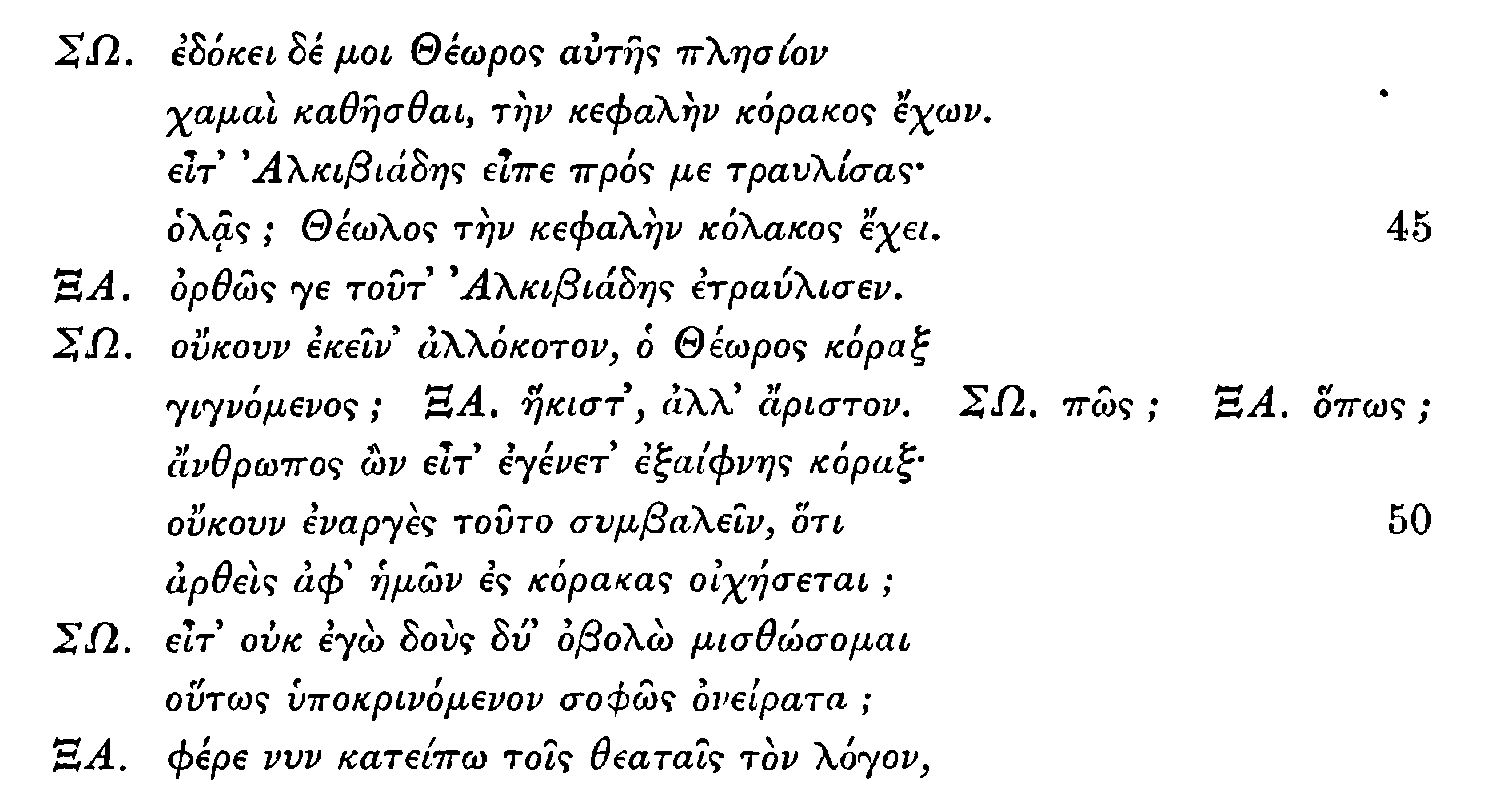 ΣΩ. ἐδόκει δέ μοι Θέωρος αὐτῆς πλησίον
χαμαὶ καθῆσθαι, τὴν κεφαλὴν κόρακος ἔχων.
εἶτ’ Ἀλκιβιάδης εἶπε πρός με τραυλίσας·
ὁλᾷς ; Θέωλος τὴν κεφαλὴν κόλακος ἔχει. 45
ΞΑ. ὀρθῶς γε τοῦτ’ Ἀλκιβιάδης ἐτραύλισεν.
ΣΩ. οὔκουν ἐκεῖν’ ἀλλόκοτον, ὁ Θέωρος κόραξ
γιγνόμενος ; ΞΑ. ἥκιστ’, ἀλλ’ ἄριστον. ΣΩ. πῶς ; ΞΑ. ὅπως ;
ἄνθρωπος ὢν εἶτ’ ἐγένετ’ ἐξαίφνης κόραξ·
οὔκουν ἐναργὲς τοῦτο συμβαλεῖν, ὅτι 50
ἀρθεὶς ἀφ’ ἡμῶν ἐς κόρακας οἰχήσεται ;
ΣΩ. εἶτ’ οὐκ ἐγὼ δοὺς δύ’ ὀβολὼ μισθώσομαι
οὕτως ὑποκρινόμενον σοφῶς ὀνείρατα ;
ΞΑ. φέρε νυν κατείπω τοῖς θεαταῖς τὸν λόγον,